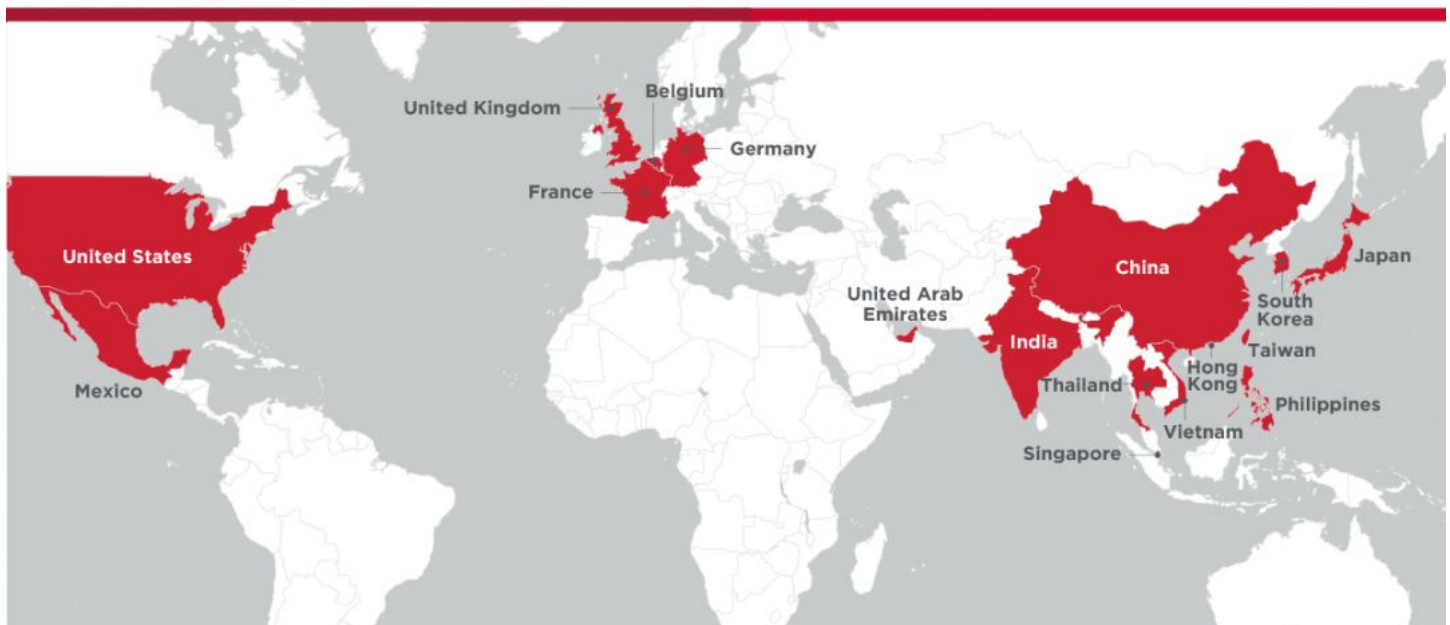 Belgium
United Kingdom
Germany
France
United States
China
Japan
United Arab
Emirates
South
Korea
India
Taiwan
Hong
Kong
Thailand
Mexico
Philippines
Vietnam
Singapore